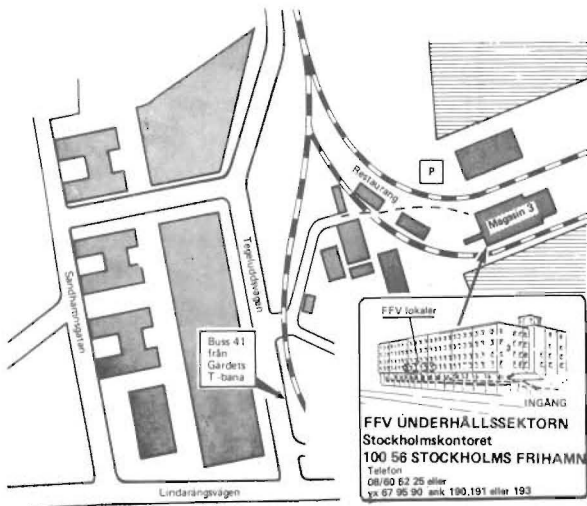 P
Restaurang
Magasin 3
Tegeluddsvägen
Sandhamnsgatan
Buss 41
från
Gärdets
T-bana
FFV lokaler
INGÅNG
FFV UNDERHÅLLSSEKTORN
Stockholmskontoret
100 56 STOCKHOLMS FRIHAMN
Telefon
08/60 62 25 eller
vx 67 95 90 ank 190,191 eller 193
Lindarängsvägen